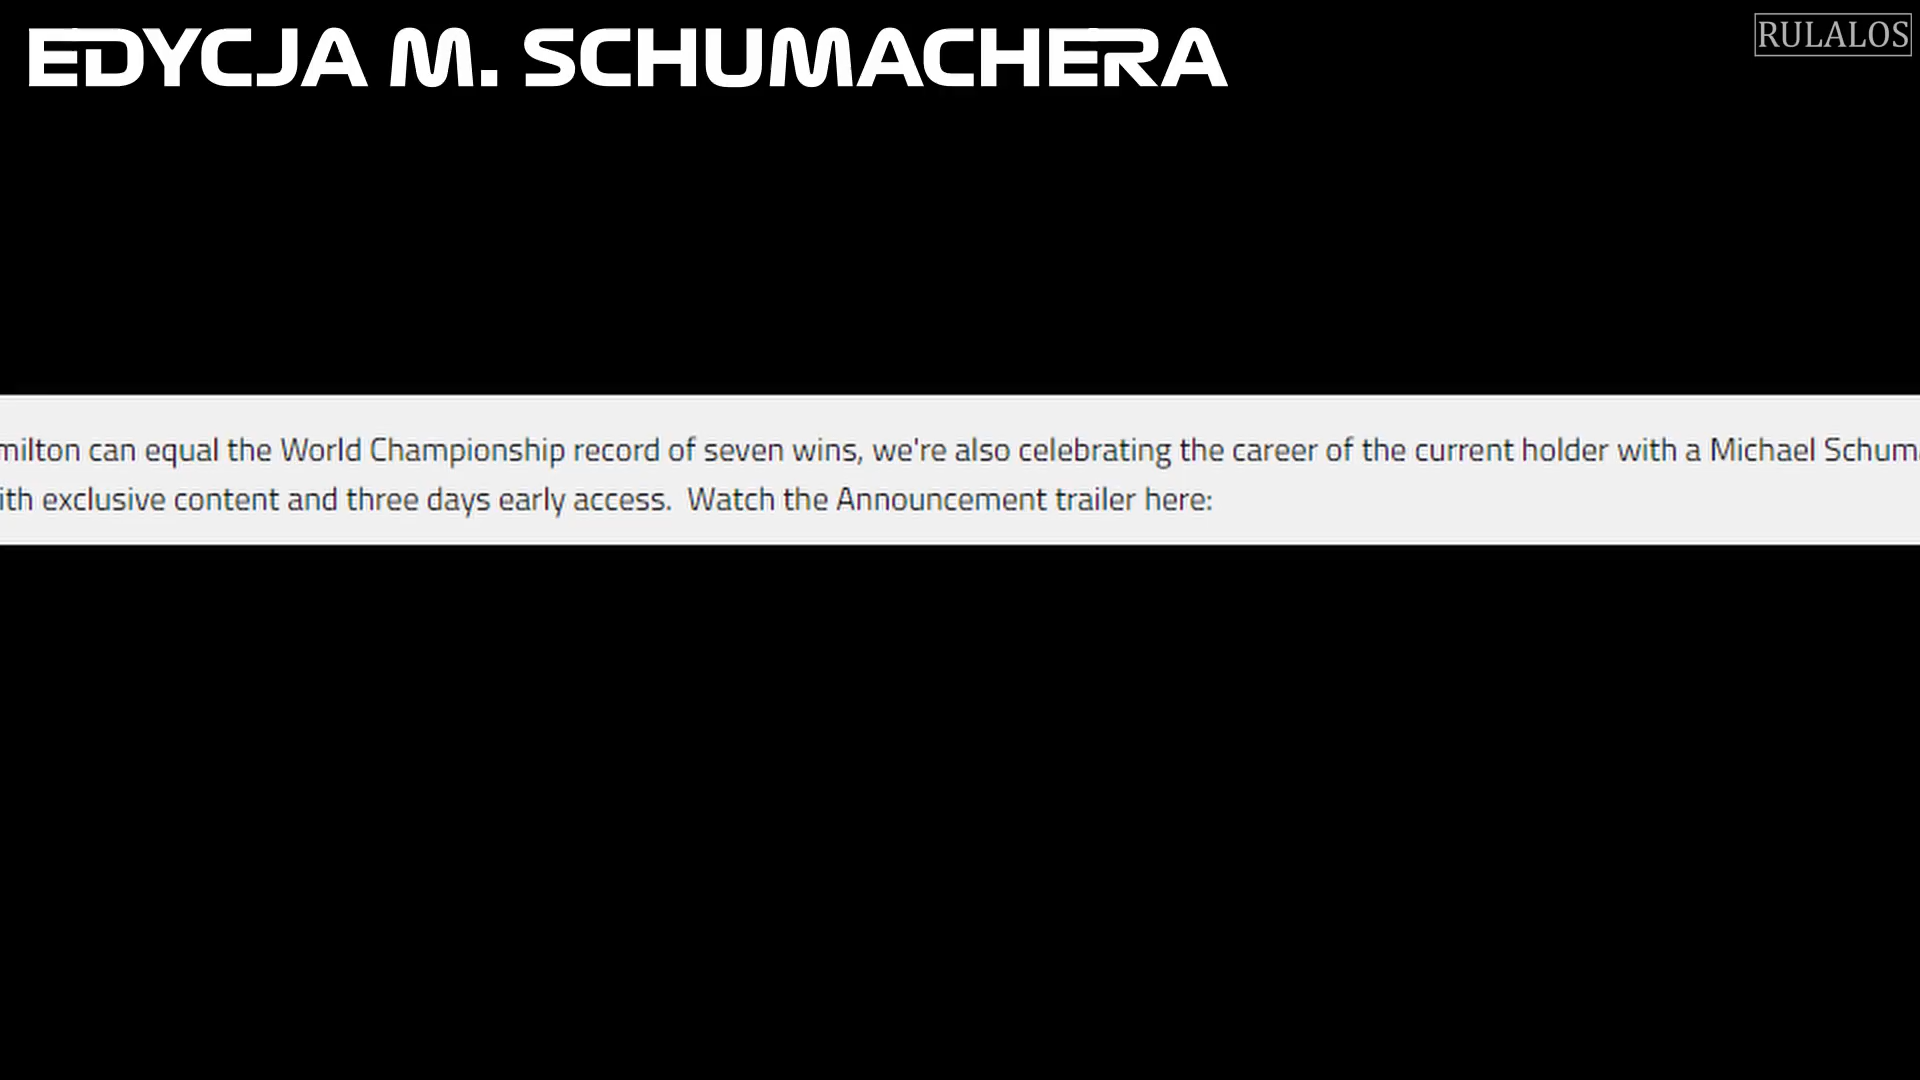 EDYCJA M. SCHUMACHERA
RULALOS
milton can equal the World Championship record of seven wins, we're also celebrating the career of the current holder with a Michael Schum
ith exclusive content and three days early access.  Watch the Announcement trailer here: